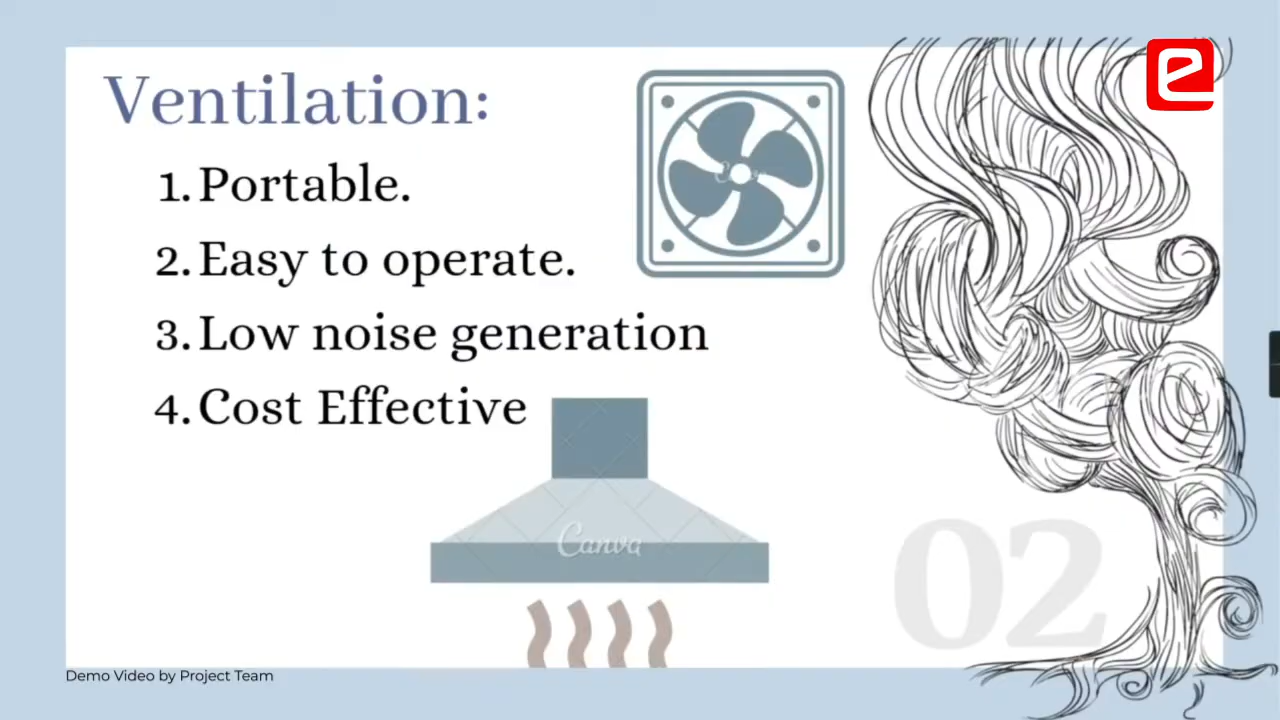 Ventilation:
1. Portable.
2. Easy to operate.
3. Low noise generation
4. Cost Effective
Canva
02
Demo Video by Project Team
e